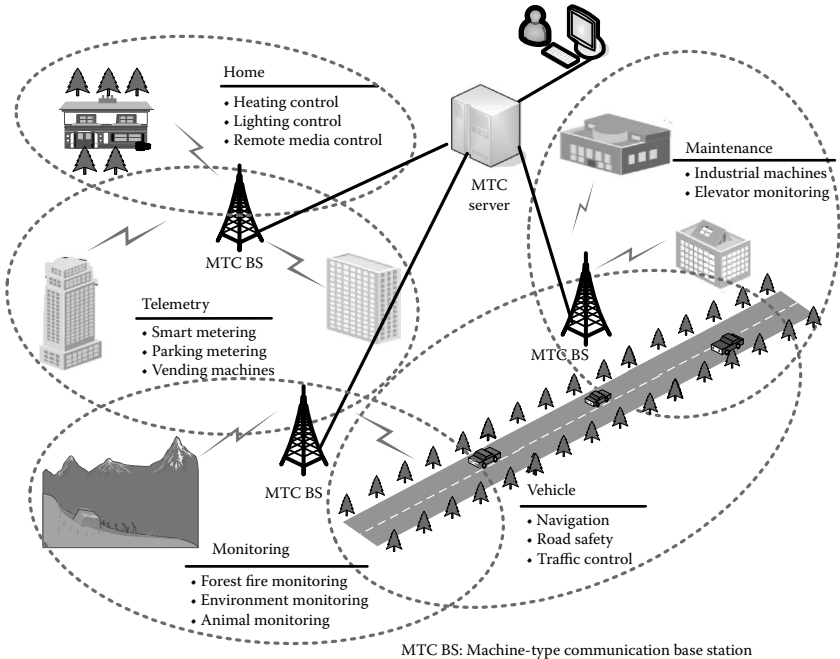 Home
• Heating control
• Lighting control
• Remote media control
MTC
server
Maintenance
• Industrial machines
• Elevator monitoring
MTC BS
Telemetry
• Smart metering
• Parking metering
• Vending machines
MTC BS
MTC BS
Vehicle
• Navigation
• Road safety
• Traffic control
Monitoring
• Forest fire monitoring
• Environment monitoring
• Animal monitoring
MTC BS: Machine-type communication base station